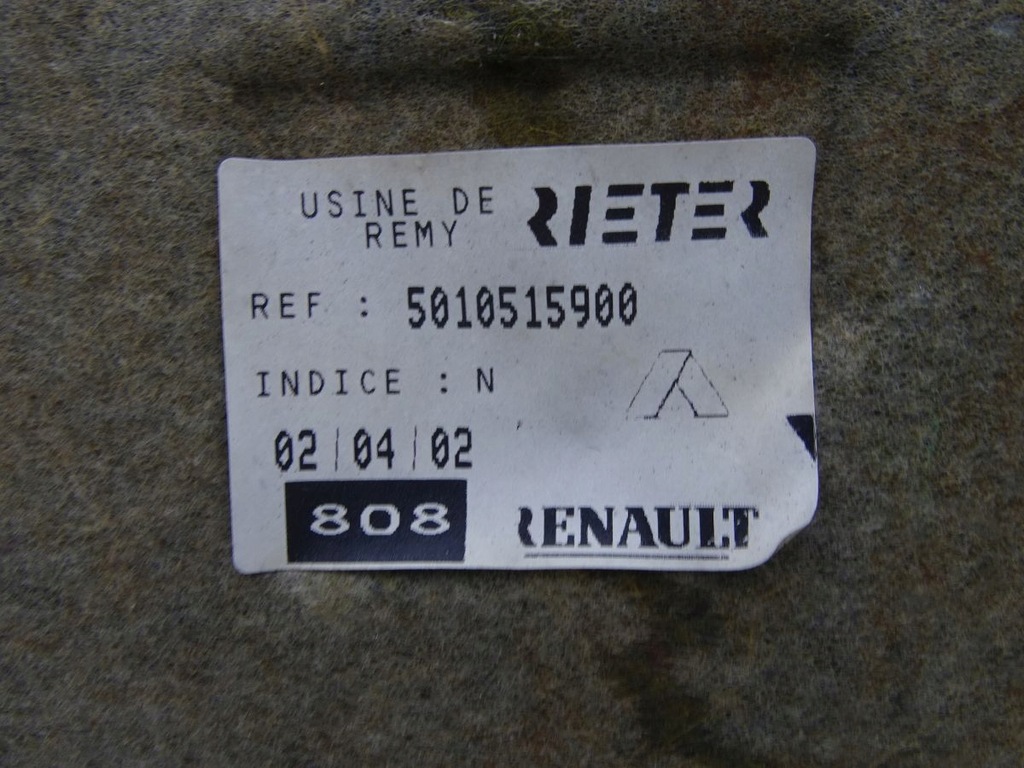 USINE DE RIETER
REMY
REF : 5010515900
INDICE : N
02/04/02
808
RENAULT